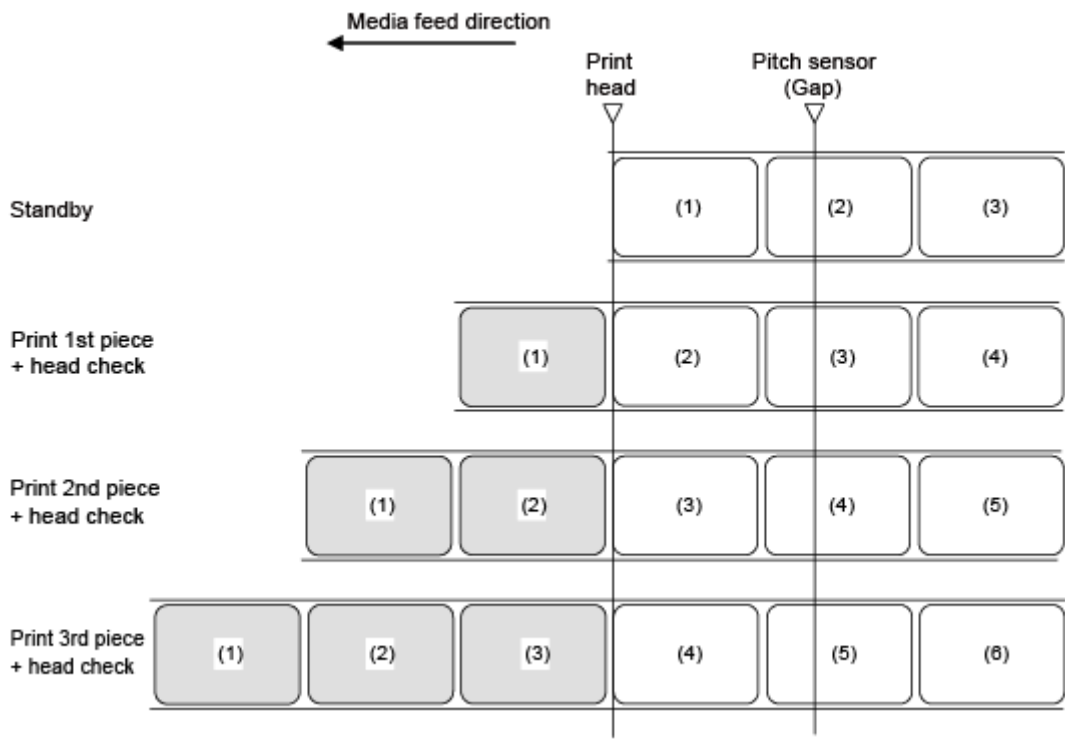 Media feed direction
Print
head
Pitch sensor
(Gap)
Standby
(1)
(2)
(3)
Print 1st piece
+ head check
(1)
(2)
(3)
(4)
Print 2nd piece
+ head check
(1)
(2)
(3)
(4)
(5)
Print 3rd piece
+ head check
(1)
(2)
(3)
(4)
(5)
(6)